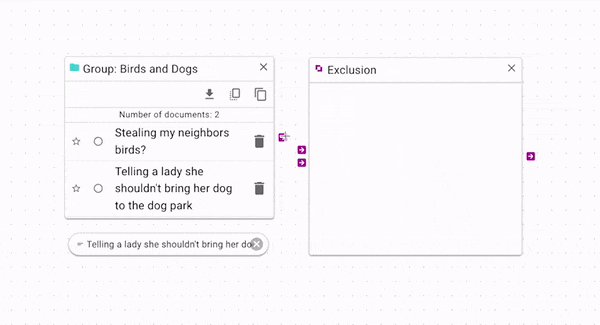 Group: Birds and Dogs
Number of documents: 2
Stealing my neighbors
birds?
Telling a lady she
shouldn't bring her dog
to the dog park
Telling a lady she shouldn't bring her do
Exclusion